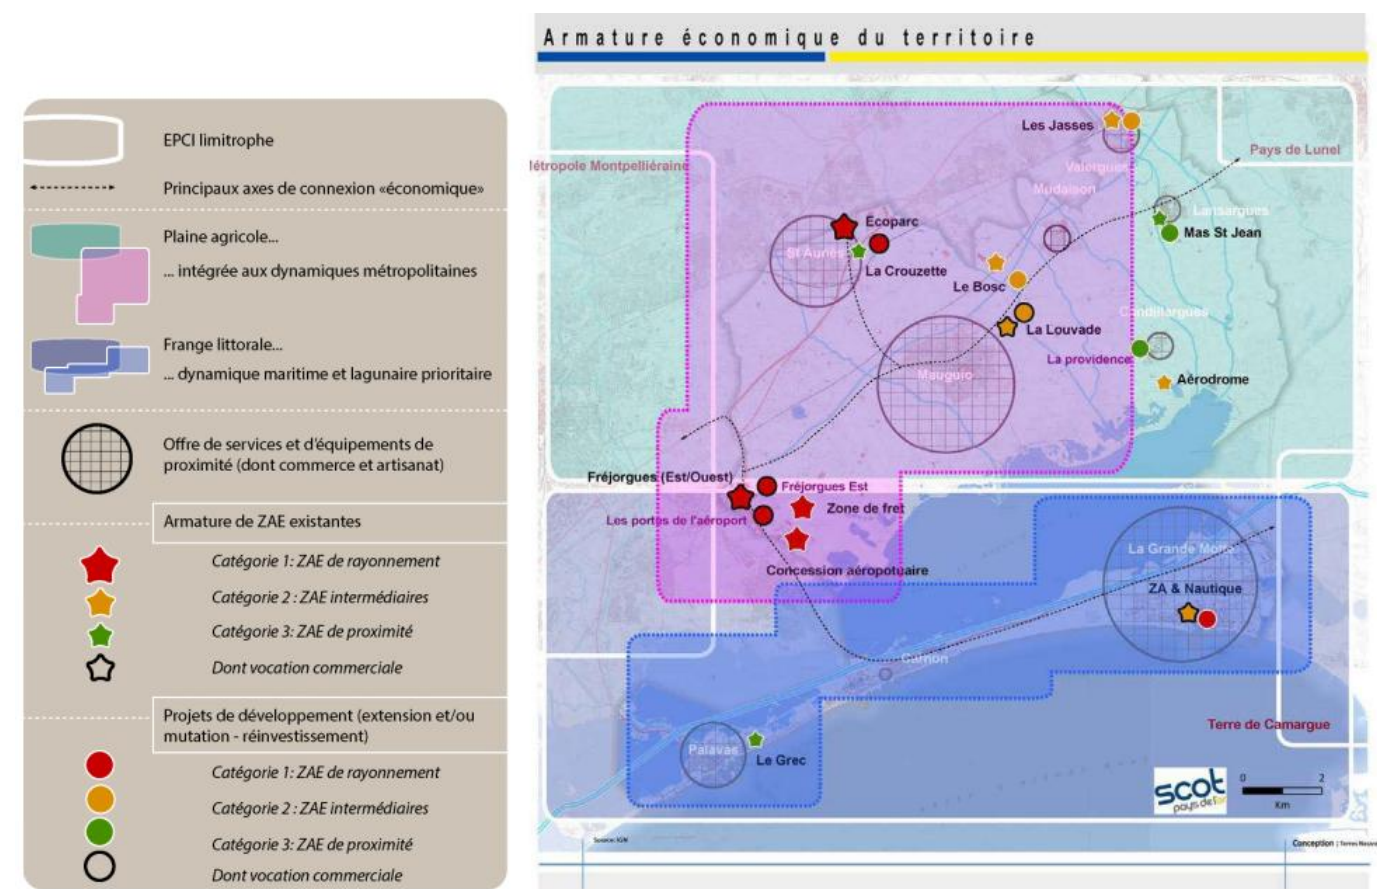 Armature économique du territoire
EPCI limitrophe
Principaux axes de connexion «économique»
Plaine agricole...
... intégrée aux dynamiques métropolitaines
Frange littorale...
... dynamique maritime et lagunaire prioritaire
Offre de services et d'équipements de
proximité (dont commerce et artisanat)
Armature de ZAE existantes
Catégorie 1: ZAE de rayonnement
Catégorie 2 : ZAE intermédiaires
Catégorie 3: ZAE de proximité
Dont vocation commerciale
Projets de développement (extension et/ou
mutation - réinvestissement)
Catégorie 1: ZAE de rayonnement
Catégorie 2 : ZAE intermédiaires
Catégorie 3: ZAE de proximité
Dont vocation commerciale
Les Jasses
Pays de Lunel
étropole Montpelliéraine
Valergues
Mudaison
Lansargues
Mas St Jean
Écoparc
St Aunès
La Crouzette
Le Bosc
La Louvade
Candillargues
La providence
Aérodrome
Mauguio
Fréjorgues (Est/Ouest)
Fréjorgues Est
Zone de fret
Les portes de l'aéroport
Concession aéropotuaire
La Grande Motte
ZA & Nautique
Carnon
Terre de Camargue
Palavas
Le Grec
scot
pays de l'or
0 2
Km
Source: IGN
Conception | Terres Neuves